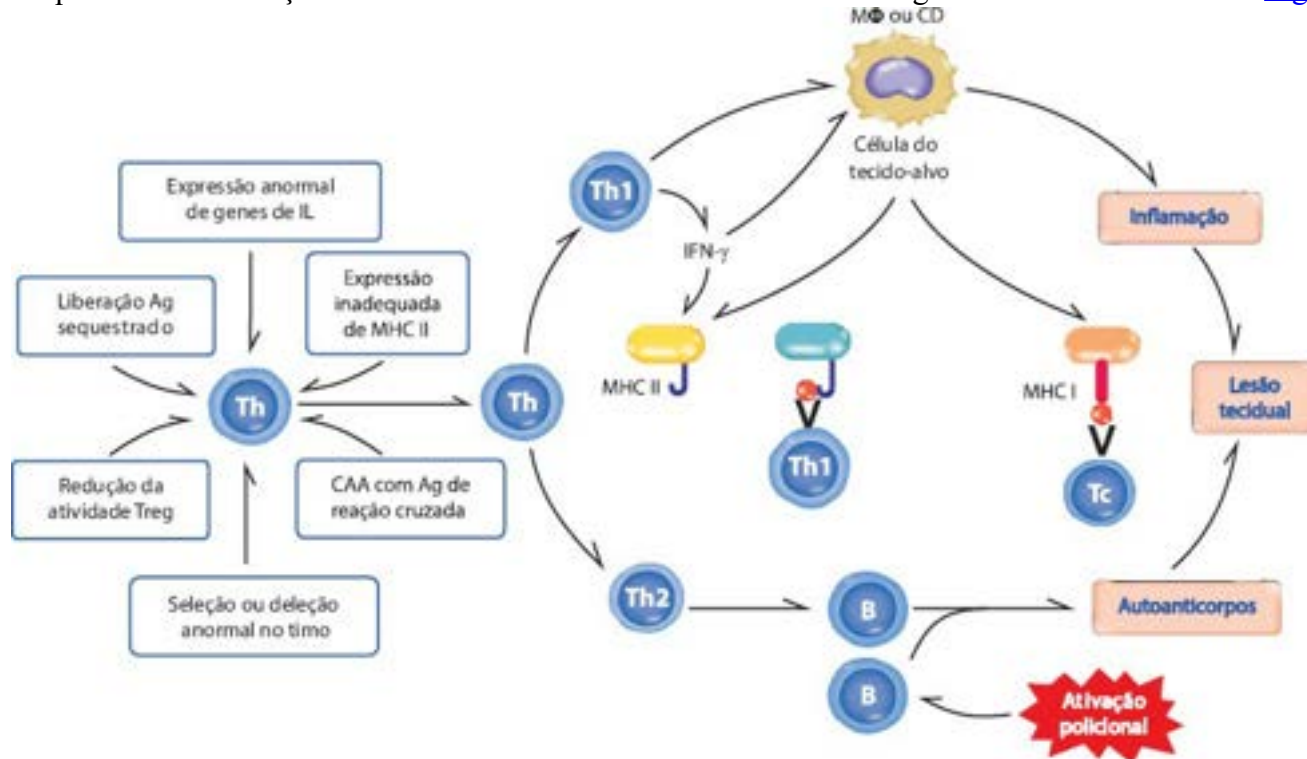 MΦ ou CD
Célula do
tecido-alvo
Th1
IFN-γ
Inflamação
Expressão anormal
de genes de IL
Liberação Ag
sequestrado
Expressão
inadequada
de MHC II
MHC II
MHC I
Lesão
tecidual
Th
Th
Th1
Tc
Redução da
atividade Treg
CAA com Ag de
reação cruzada
Seleção ou deleção
anormal no timo
Th2
B
Autoanticorpos
B
Ativação
policional